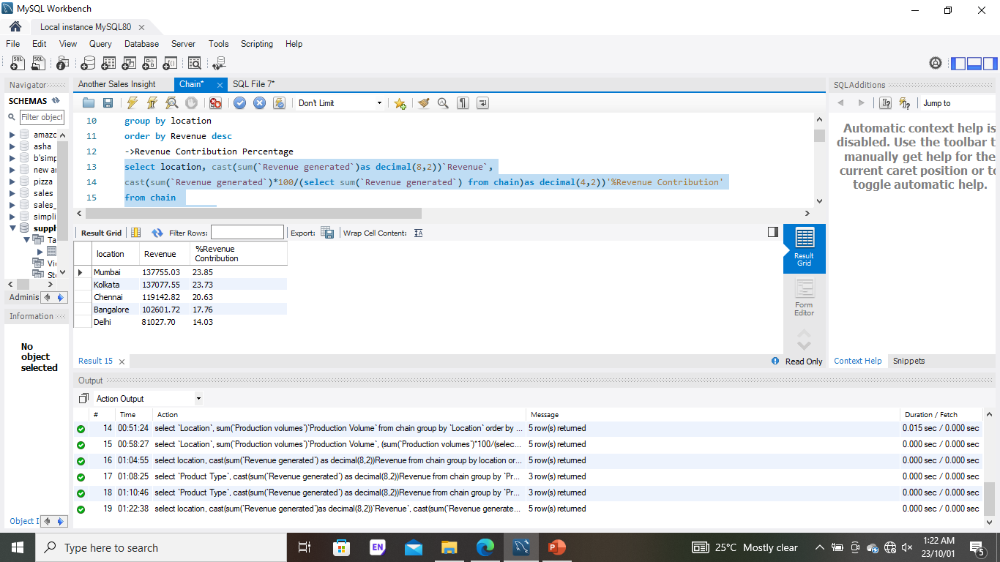 MySQL Workbench
Local instance MySQL80
File Edit View Query Database Server Tools Scripting Help
Navigator
SCHEMAS
Filter object
amazo
asha
b'simp
new ar
pizza
sales
sales_
simpli
suppl
Ta
Vi
St
Adminis
Information
No
object
selected
Object I
Another Sales Insight Chain* SQL File 7*
Don't Limit
10 group by location
11 order by Revenue desc
12 ->Revenue Contribution Percentage
13 select location, cast(sum(`Revenue generated`)as decimal(8,2))`Revenue`,
14 cast(sum(`Revenue generated`)*100/(select sum(`Revenue generated`) from chain)as decimal(4,2))'%Revenue Contribution'
15 from chain
Result Grid Filter Rows: Export: Wrap Cell Content:
location Revenue %Revenue Contribution
Mumbai 137755.03 23.85
Kolkata 137077.55 23.73
Chennai 119142.82 20.63
Bangalore 102601.72 17.76
Delhi 81027.70 14.03
Result Grid
Form Editor
Result 15
Read Only
SQLAdditions
Jump to
Automatic context help is
disabled. Use the toolbar t
manually get help for the
current caret position or to
toggle automatic help.
Context Help Snippets
Output
Action Output
# Time Action Message Duration / Fetch
14 00:51:24 select `Location`, sum(`Production volumes`)`Production Volume`from chain group by `Location` order by ... 5 row(s) returned 0.015 sec / 0.000 sec
15 00:58:27 select `Location`, sum(`Production volumes`)`Production Volume`, (sum(`Production volumes`)*100/(selec... 5 row(s) returned 0.000 sec / 0.000 sec
16 01:04:55 select location, cast(sum(`Revenue generated`) as decimal(8,2))Revenue from chain group by location or... 5 row(s) returned 0.000 sec / 0.000 sec
17 01:08:25 select `Product Type`, cast(sum(`Revenue generated`) as decimal(8,2))Revenue from chain group by `Pr... 3 row(s) returned 0.000 sec / 0.000 sec
18 01:10:46 select `Product Type`, cast(sum(`Revenue generated`) as decimal(8,2))Revenue from chain group by `Pr... 3 row(s) returned 0.000 sec / 0.000 sec
19 01:22:38 select location, cast(sum(`Revenue generated`)as decimal(8,2))`Revenue`, cast(sum(`Revenue generate... 5 row(s) returned 0.000 sec / 0.000 sec
Type here to search
EN
25°C Mostly clear
1:22 AM
23/10/01
5